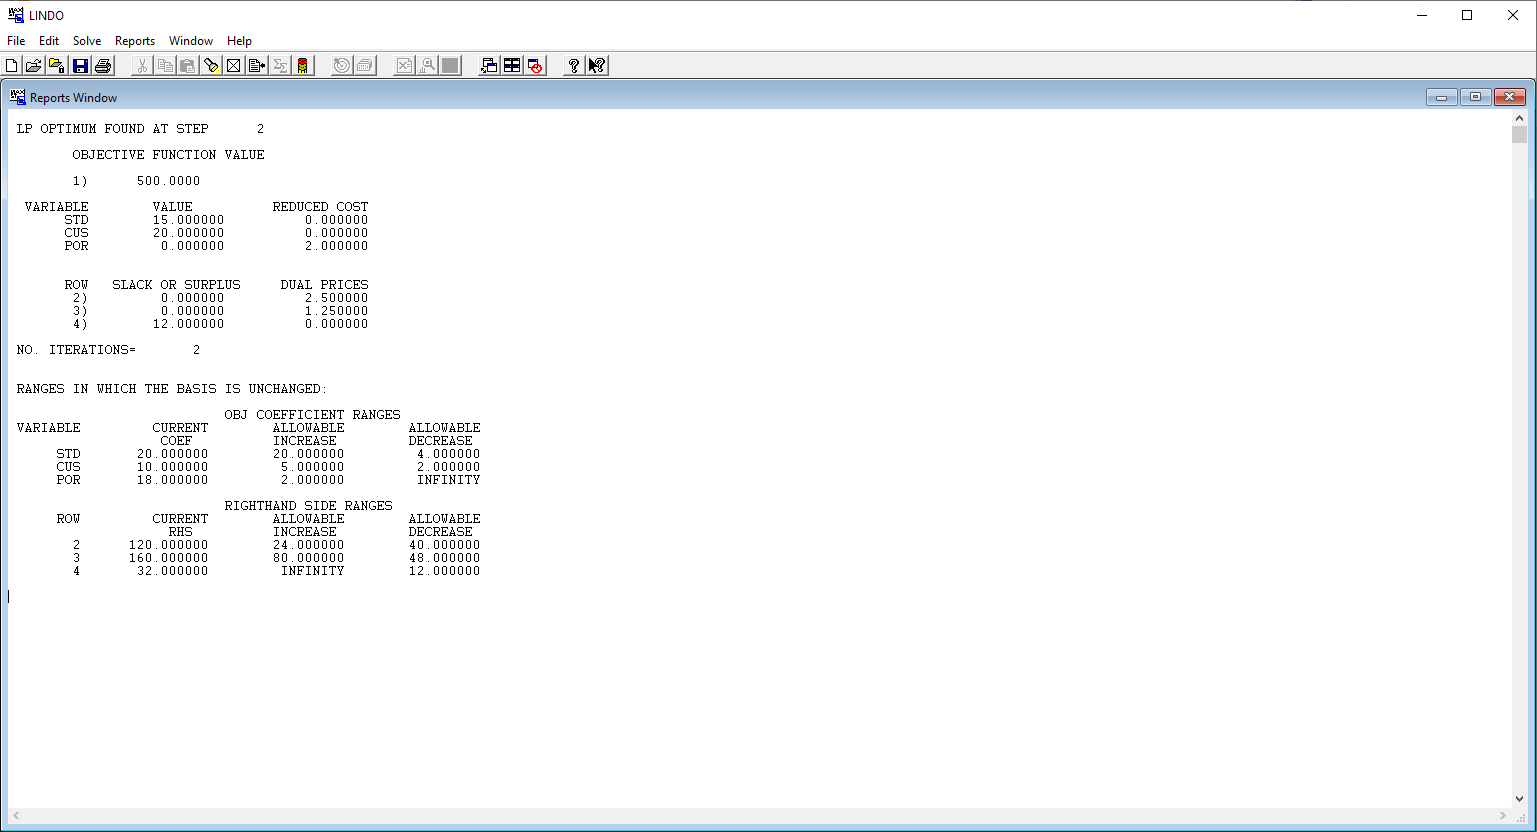 LINDO
File Edit Solve Reports Window Help
Reports Window
LP OPTIMUM FOUND AT STEP 2
OBJECTIVE FUNCTION VALUE
1) 500.0000
VARIABLE VALUE REDUCED COST
STD 15.000000 0.000000
CUS 20.000000 0.000000
POR 0.000000 2.000000
ROW SLACK OR SURPLUS DUAL PRICES
2) 0.000000 2.500000
3) 0.000000 1.250000
4) 12.000000 0.000000
NO. ITERATIONS= 2
RANGES IN WHICH THE BASIS IS UNCHANGED:
OBJ COEFFICIENT RANGES
VARIABLE CURRENT ALLOWABLE ALLOWABLE
COEF INCREASE DECREASE
STD 20.000000 20.000000 4.000000
CUS 10.000000 5.000000 2.000000
POR 18.000000 2.000000 INFINITY
RIGHTHAND SIDE RANGES
ROW CURRENT ALLOWABLE ALLOWABLE
RHS INCREASE DECREASE
2 120.000000 24.000000 40.000000
3 160.000000 80.000000 48.000000
4 32.000000 INFINITY 12.000000